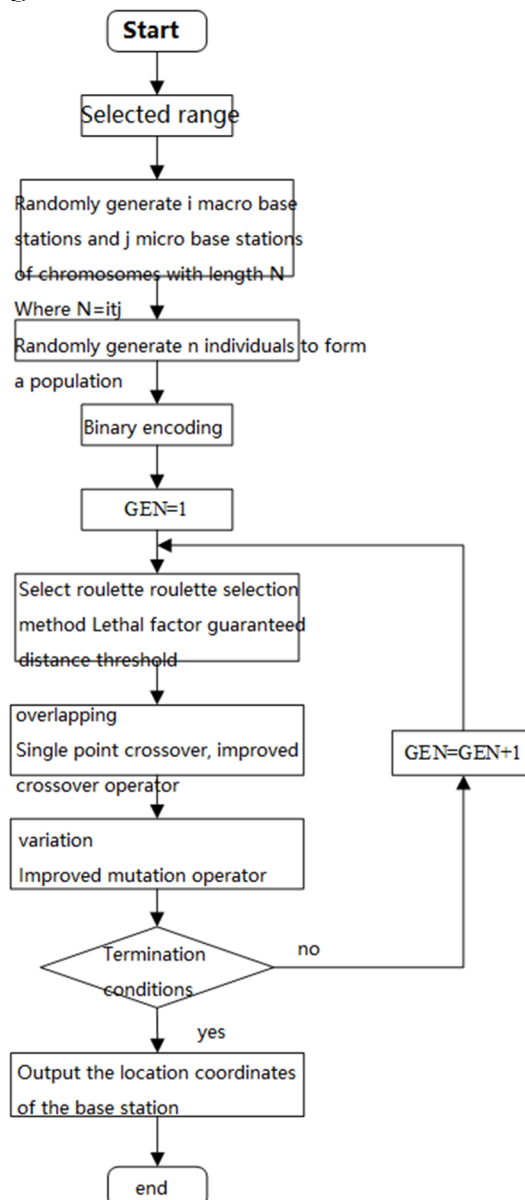 Start
Selected range
Randomly generate i macro base
stations and j micro base stations
of chromosomes with length N
Where N=itj
Randomly generate n individuals to form
a population
Binary encoding
GEN=1
Select roulette roulette selection
method Lethal factor guaranteed
distance threshold
overlapping
Single point crossover, improved
crossover operator
GEN=GEN+1
variation
Improved mutation operator
Termination
conditions
no
yes
Output the location coordinates
of the base station
end